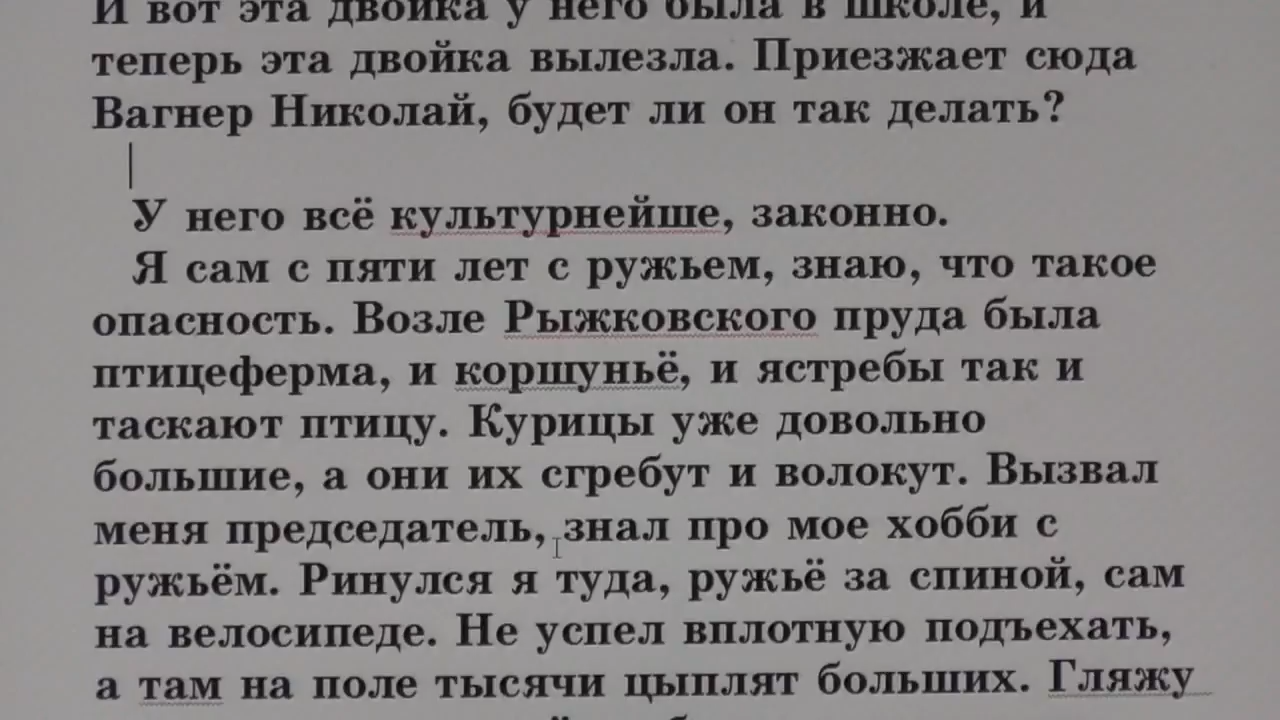 И вот эта двойка у него была в школе, и
теперь эта двойка вылезла. Приезжает сюда
Вагнер Николай, будет ли он так делать?
У него всё культурнейше, законно.
Я сам с пяти лет с ружьем, знаю, что такое
опасность. Возле Рыжковского пруда была
птицеферма, и коршуньё, и ястребы так и
таскают птицу. Курицы уже довольно
большие, а они их сгребут и волокут. Вызвал
меня председатель, знал про мое хобби с
ружьём. Ринулся я туда, ружьё за спиной, сам
на велосипеде. Не успел вплотную подъехать,
а там на поле тысячи цыплят больших. Гляжу